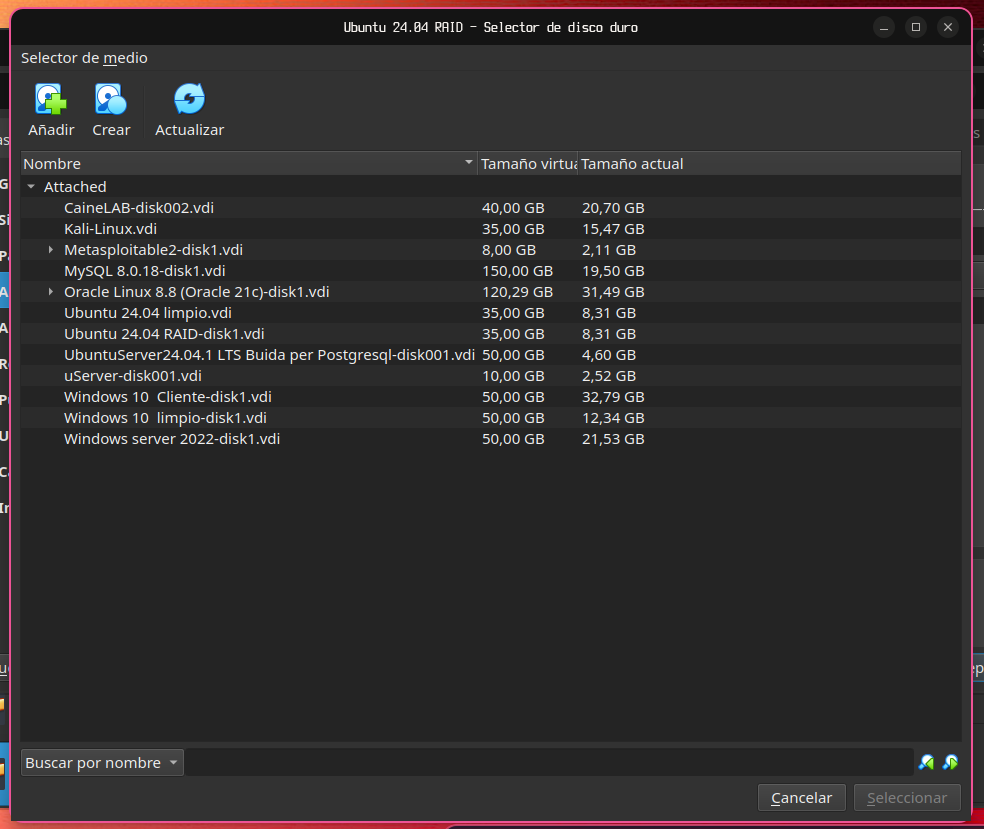 Ubuntu 24.04 RAID - Selector de disco duro
Selector de medio
Añadir Crear Actualizar
Nombre Tamaño virtua Tamaño actual
Attached
CaineLAB-disk002.vdi 40,00 GB 20,70 GB
Kali-Linux.vdi 35,00 GB 15,47 GB
Metasploitable2-disk1.vdi 8,00 GB 2,11 GB
MySQL 8.0.18-disk1.vdi 150,00 GB 19,50 GB
Oracle Linux 8.8 (Oracle 21c)-disk1.vdi 120,29 GB 31,49 GB
Ubuntu 24.04 limpio.vdi 35,00 GB 8,31 GB
Ubuntu 24.04 RAID-disk1.vdi 35,00 GB 8,31 GB
UbuntuServer24.04.1 LTS Buida per Postgresql-disk001.vdi 50,00 GB 4,60 GB
uServer-disk001.vdi 10,00 GB 2,52 GB
Windows 10  Cliente-disk1.vdi 50,00 GB 32,79 GB
Windows 10  limpio-disk1.vdi 50,00 GB 12,34 GB
Windows server 2022-disk1.vdi 50,00 GB 21,53 GB
Buscar por nombre
Cancelar Seleccionar